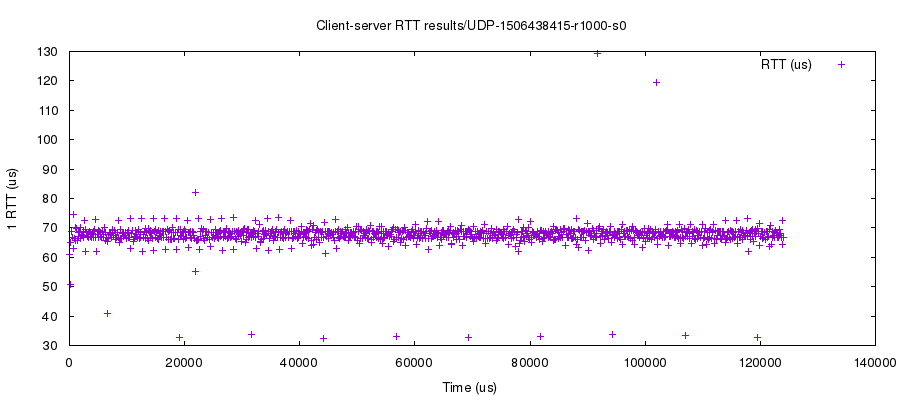 Client-server RTT results/UDP-1506438415-r1000-s0
130
120
110
100
90
80
70
60
50
40
30
1 RTT (us)
RTT (us)
0 20000 40000 60000 80000 100000 120000 140000
Time (us)